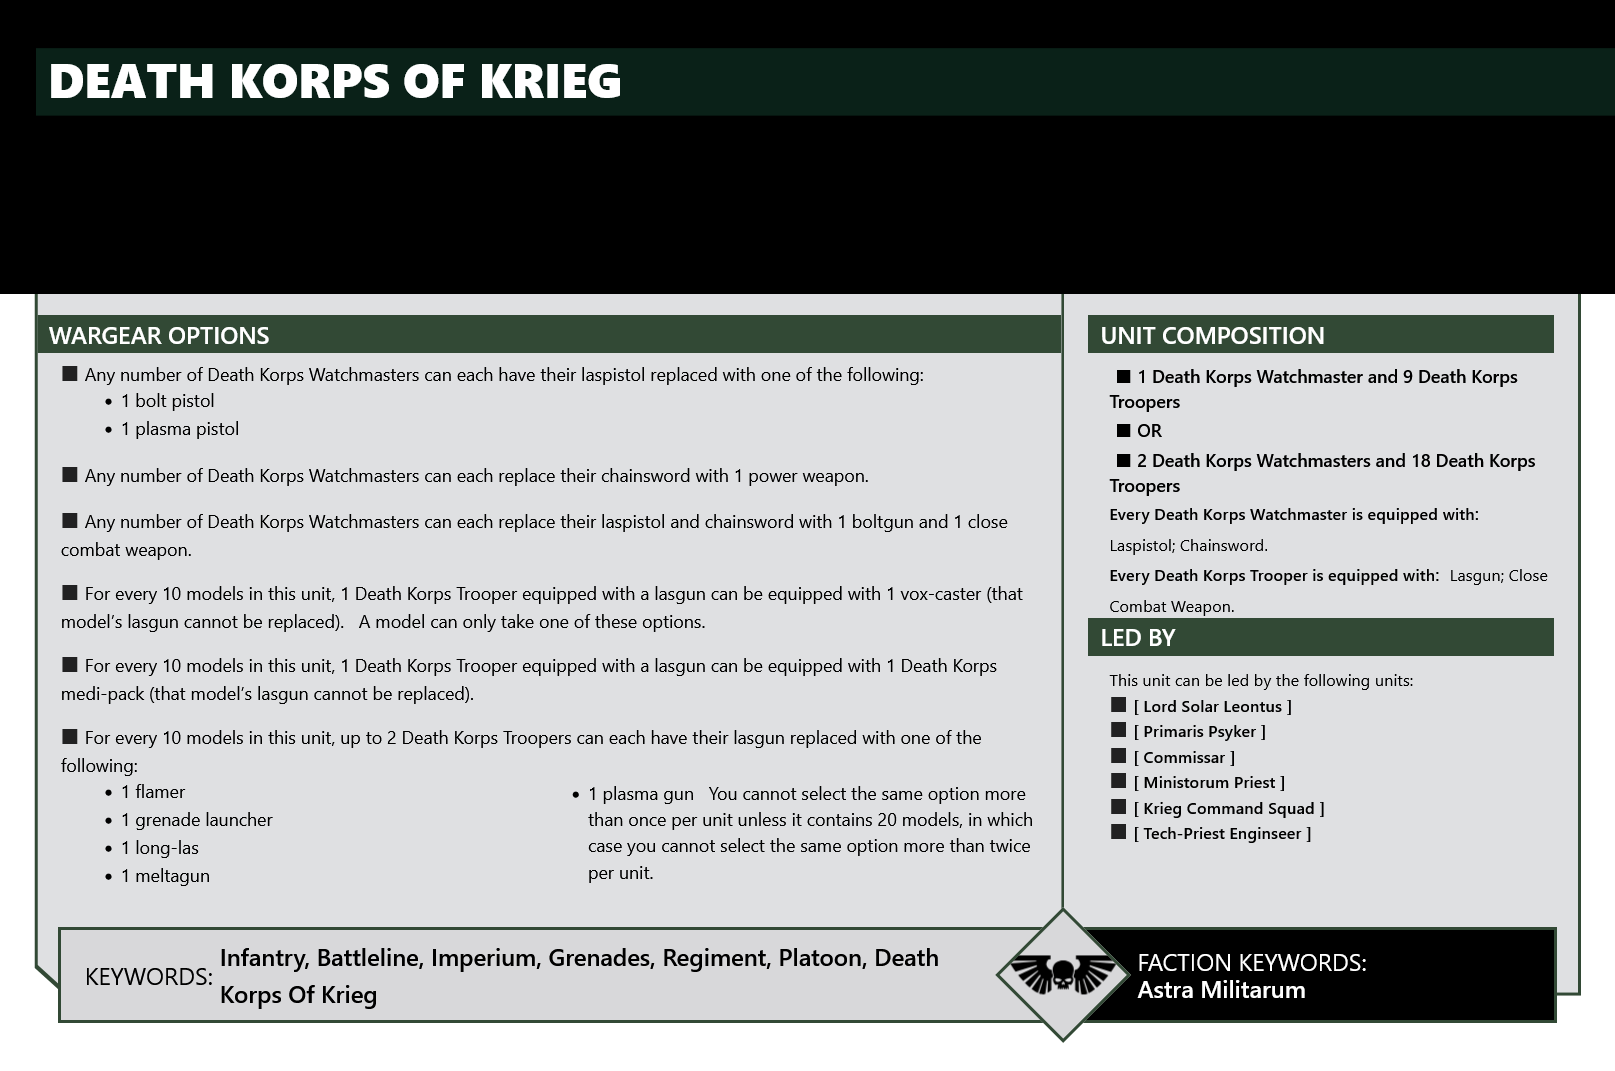 DEATH KORPS OF KRIEG
WARGEAR OPTIONS
■ Any number of Death Korps Watchmasters can each have their laspistol replaced with one of the following:
• 1 bolt pistol
• 1 plasma pistol
■ Any number of Death Korps Watchmasters can each replace their chainsword with 1 power weapon.
■ Any number of Death Korps Watchmasters can each replace their laspistol and chainsword with 1 boltgun and 1 close
combat weapon.
■ For every 10 models in this unit, 1 Death Korps Trooper equipped with a lasgun can be equipped with 1 vox-caster (that
model’s lasgun cannot be replaced). A model can only take one of these options.
■ For every 10 models in this unit, 1 Death Korps Trooper equipped with a lasgun can be equipped with 1 Death Korps
medi-pack (that model’s lasgun cannot be replaced).
■ For every 10 models in this unit, up to 2 Death Korps Troopers can each have their lasgun replaced with one of the
following:
• 1 flamer
• 1 grenade launcher
• 1 long-las
• 1 meltagun
• 1 plasma gun You cannot select the same option more
than once per unit unless it contains 20 models, in which
case you cannot select the same option more than twice
per unit.
UNIT COMPOSITION
■ 1 Death Korps Watchmaster and 9 Death Korps
Troopers
■ OR
■ 2 Death Korps Watchmasters and 18 Death Korps
Troopers
Every Death Korps Watchmaster is equipped with:
Laspistol; Chainsword.
Every Death Korps Trooper is equipped with: Lasgun; Close
Combat Weapon.
LED BY
This unit can be led by the following units:
■ [ Lord Solar Leontus ]
■ [ Primaris Psyker ]
■ [ Commissar ]
■ [ Ministorum Priest ]
■ [ Krieg Command Squad ]
■ [ Tech-Priest Enginseer ]
KEYWORDS: Infantry, Battleline, Imperium, Grenades, Regiment, Platoon, Death
Korps Of Krieg
FACTION KEYWORDS:
Astra Militarum